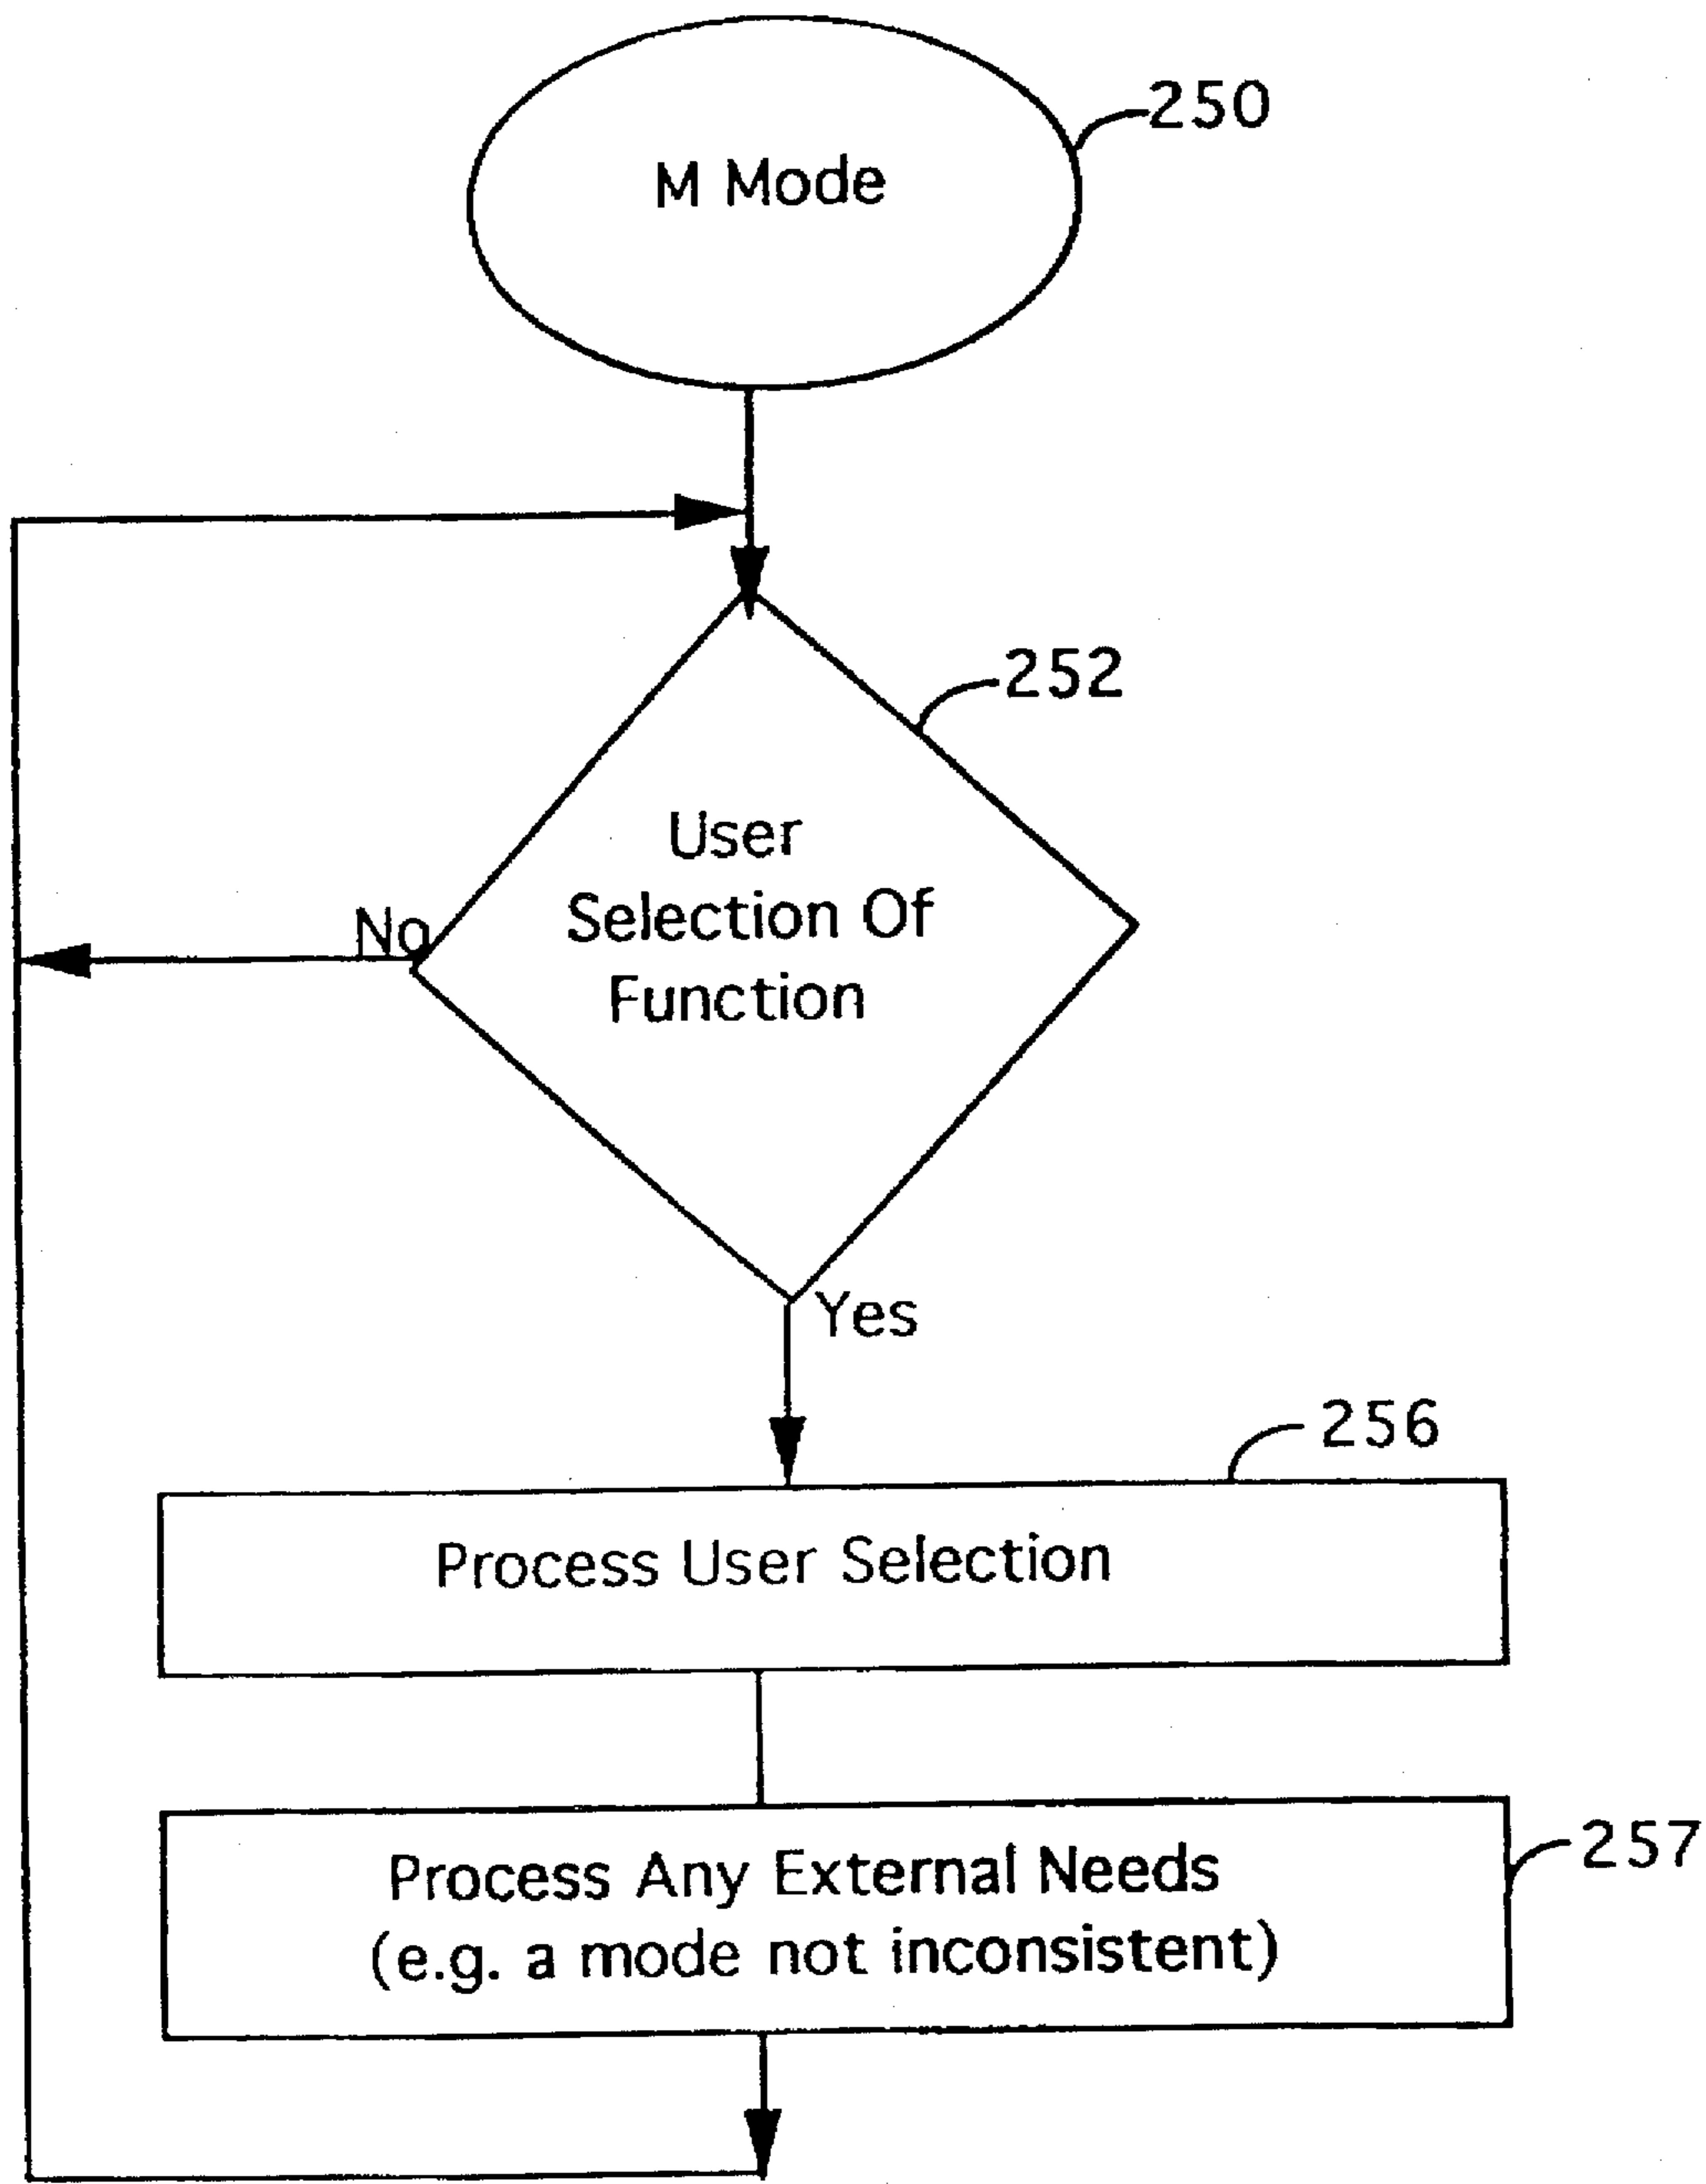 250
M Mode
252
User
Selection Of
Function
No
Yes
256
Process User Selection
257
Process Any External Needs
(e.g. a mode not inconsistent)